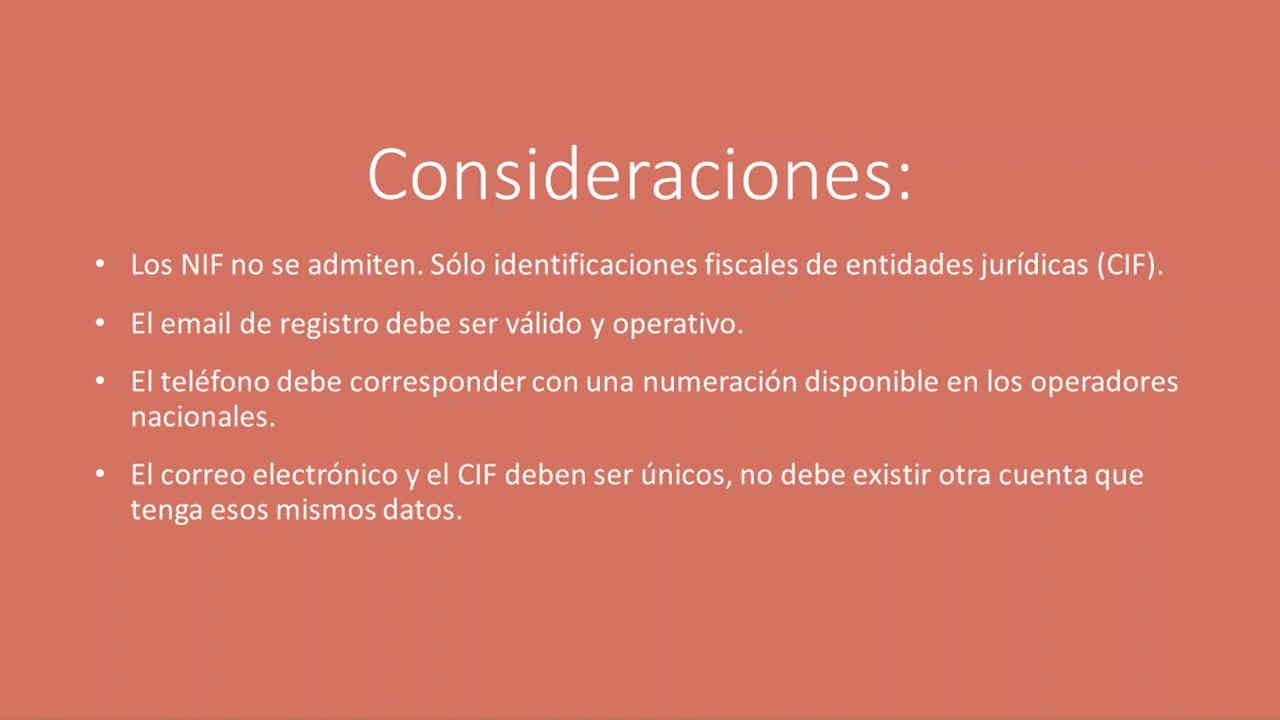 Consideraciones:
• Los NIF no se admiten. Sólo identificaciones fiscales de entidades jurídicas (CIF).
• El email de registro debe ser válido y operativo.
• El teléfono debe corresponder con una numeración disponible en los operadores
nacionales.
• El correo electrónico y el CIF deben ser únicos, no debe existir otra cuenta que
tenga esos mismos datos.